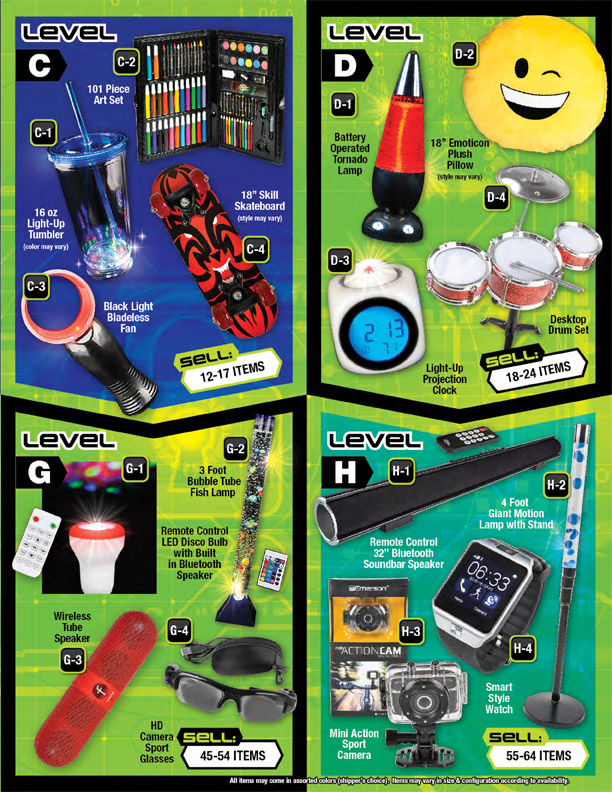 LEVEL
C
C-2
101 Piece
Art Set
C-1
16 oz
Light-Up
Tumbler
(color may vary)
18" Skill
Skateboard
(style may vary)
C-4
C-3
Black Light
Bladeless
Fan
SELL:
12-17 ITEMS
LEVEL
D
D-2
D-1
Battery
Operated
Tornado
Lamp
18" Emoticon
Plush
Pillow
(style may vary)
D-4
D-3
2:13
Desktop
Drum Set
Light-Up
Projection
Clock
SELL:
18-24 ITEMS
LEVEL
G
G-1
G-2
3 Foot
Bubble Tube
Fish Lamp
Remote Control
LED Disco Bulb
with Built
in Bluetooth
Speaker
Wireless
Tube
Speaker
G-3
G-4
HD
Camera
Sport
Glasses
SELL:
45-54 ITEMS
LEVEL
H
H-1
H-2
4 Foot
Giant Motion
Lamp with Stand
Remote Control
32" Bluetooth
Soundbar Speaker
06:33
Emerson
H-3
ACTIONCAM
H-4
Smart
Style
Watch
Mini Action
Sport
Camera
SELL:
55-64 ITEMS
All items may come in assorted colors (shipper's choice). Items may vary in size & configuration according to availability.